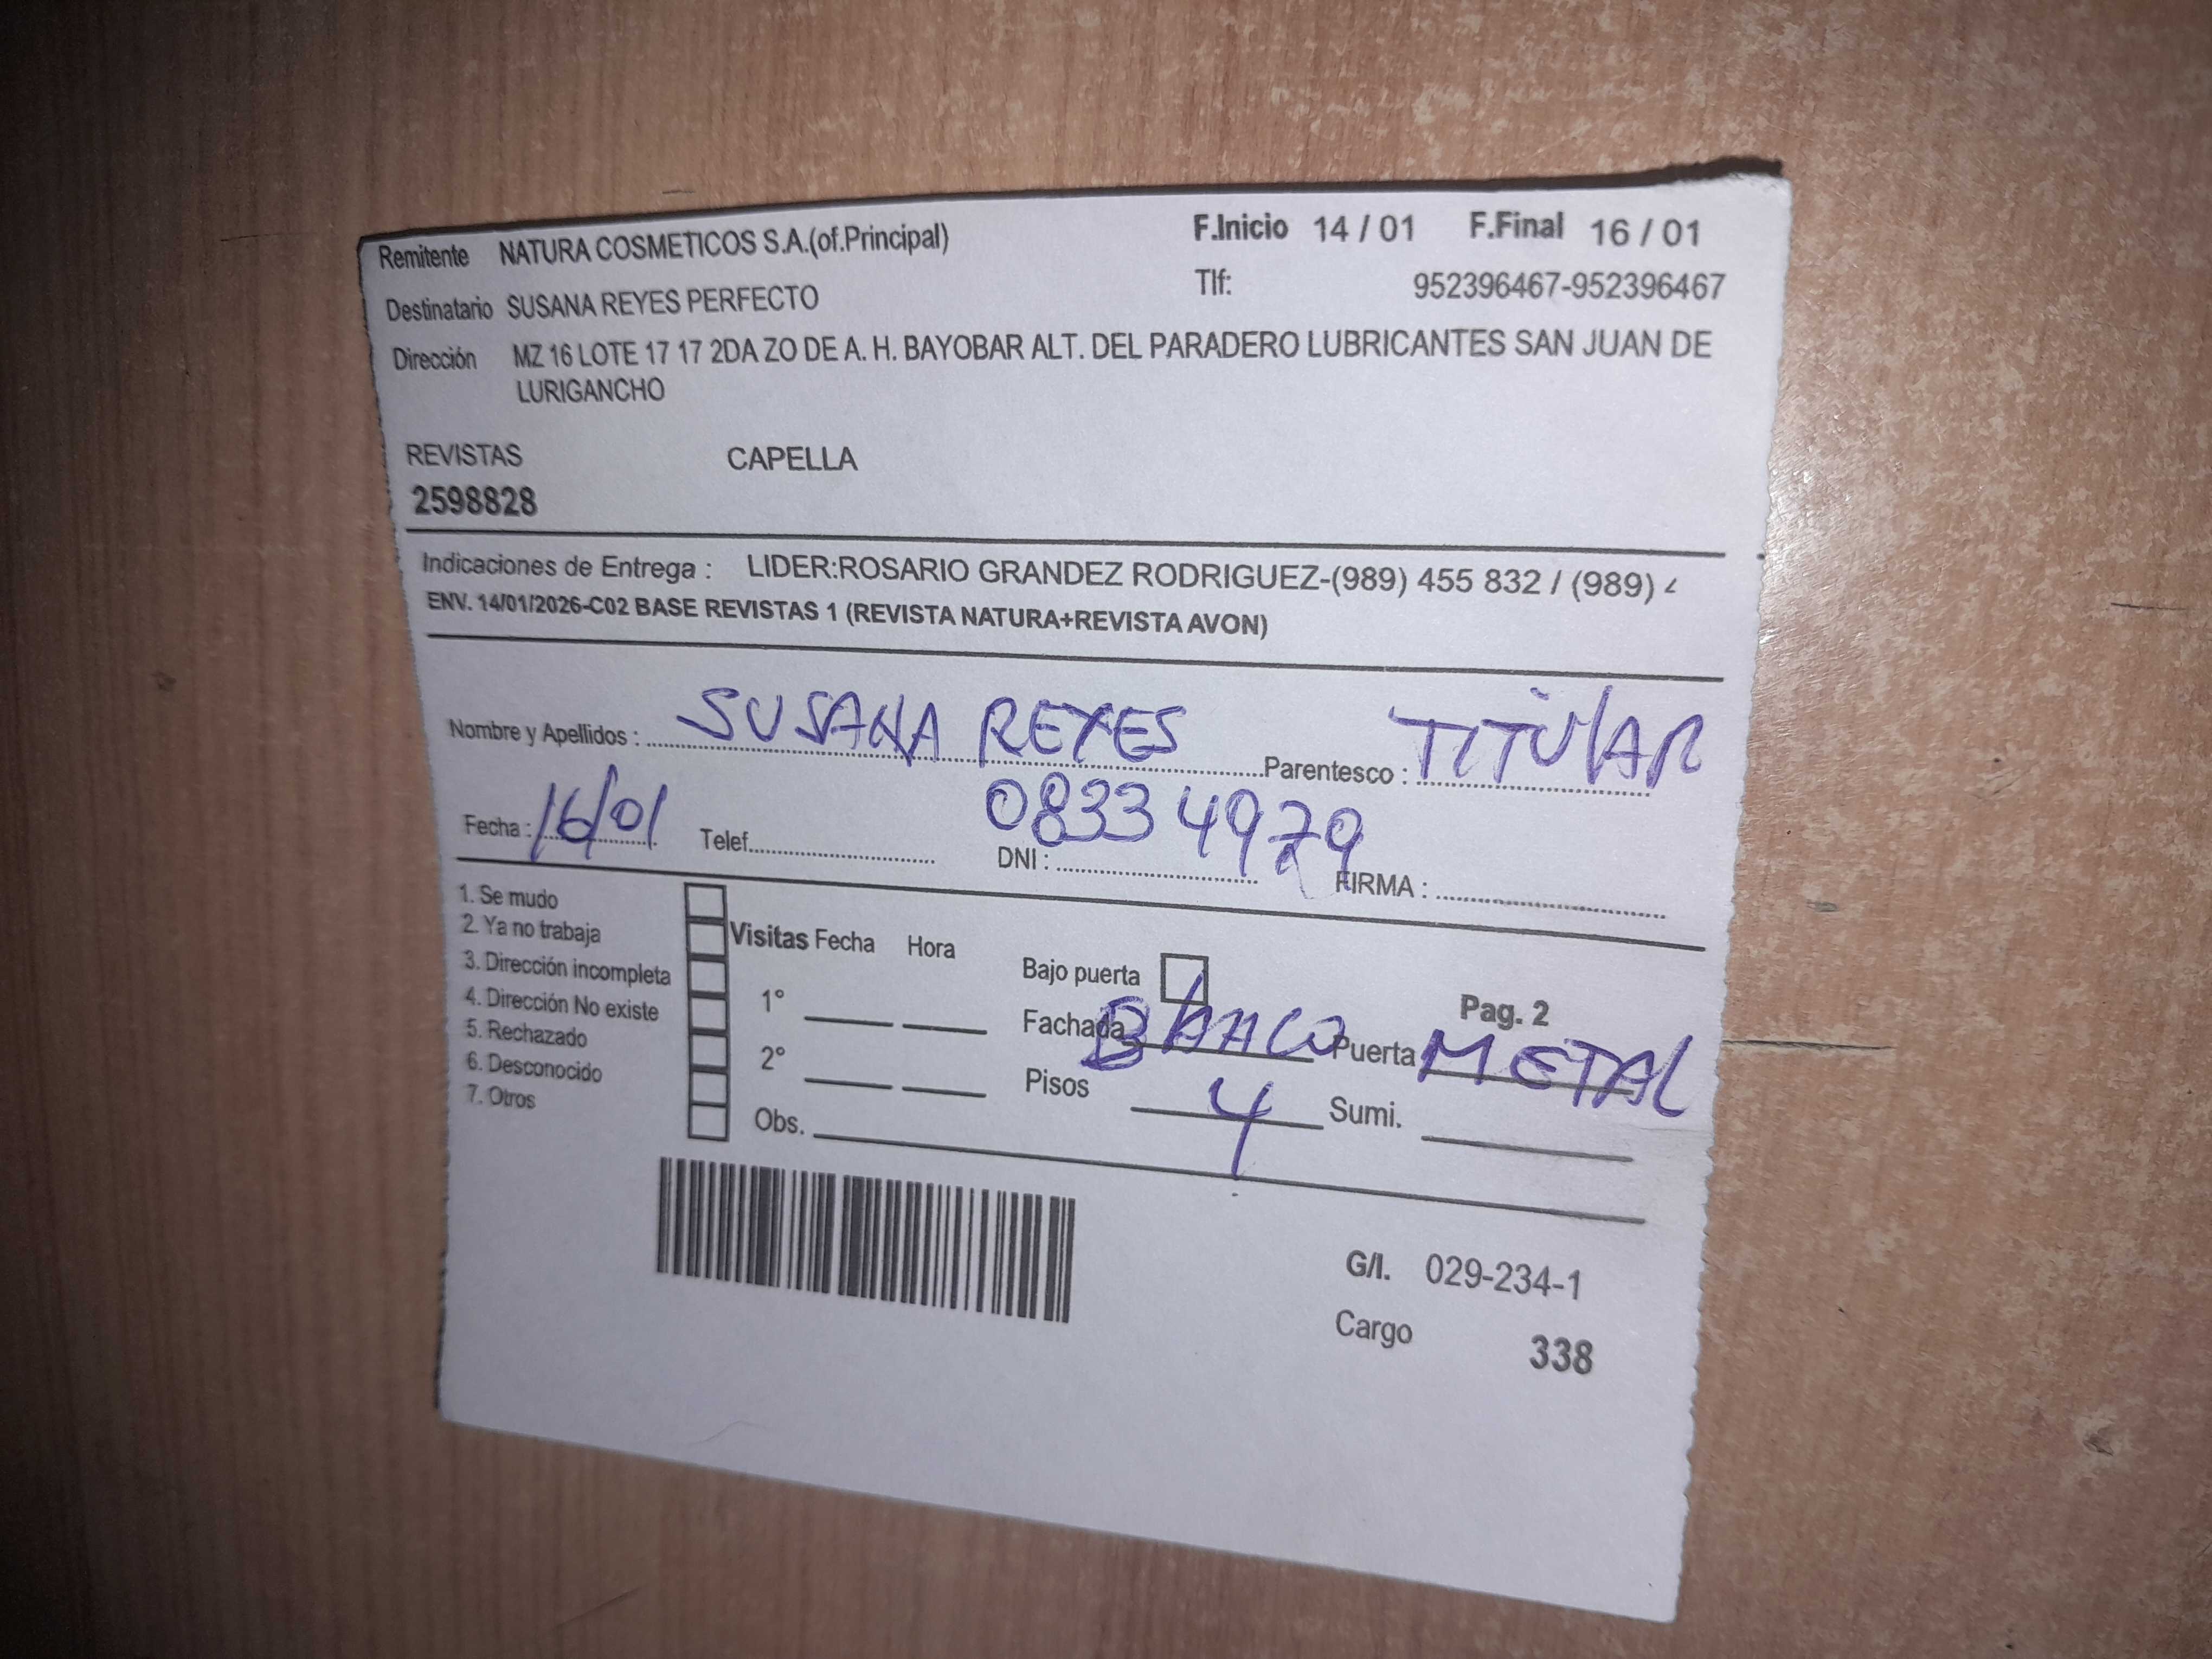 Remitente NATURA COSMETICOS S.A.(of.Principal) F.Inicio 14 / 01 F.Final 16 / 01
Destinatario SUSANA REYES PERFECTO Tlf: 952396467-952396467
Dirección MZ 16 LOTE 17 17 2DA ZO DE A. H. BAYOBAR ALT. DEL PARADERO LUBRICANTES SAN JUAN DE
LURIGANCHO
REVISTAS CAPELLA
2598828
Indicaciones de Entrega : LIDER:ROSARIO GRANDEZ RODRIGUEZ-(989) 455 832 / (989)
ENV. 14/01/2026-C02 BASE REVISTAS 1 (REVISTA NATURA+REVISTA AVON)
Nombre y Apellidos : SUSANA REYES Parentesco : TITULAR
Fecha : 16/01 Telef. DNI : 08334979 FIRMA :
1. Se mudo
2. Ya no trabaja Visitas Fecha Hora Bajo puerta
3. Dirección incompleta 1° Pag. 2
4. Dirección No existe Fachada BLANCO Puerta METAL
5. Rechazado 2° Pisos 4 Sumi.
6. Desconocido
7. Otros Obs.
G/I. 029-234-1
Cargo 338